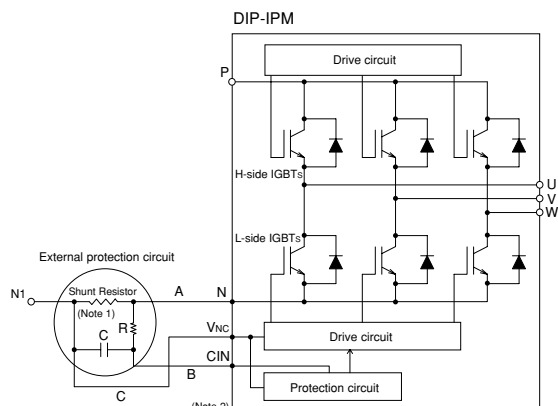 DIP-IPM
Drive circuit
P
H-side IGBTS
U
V
W
L-side IGBTS
External protection circuit
Shunt Resistor
A
N
N1
(Note 1)
R
C
VNC
Drive circuit
CIN
B
C
Protection circuit